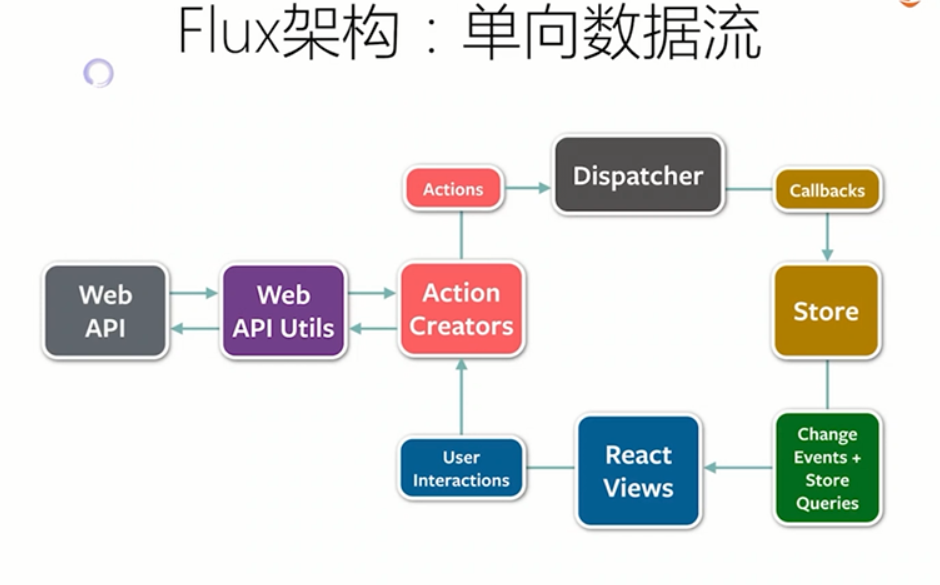 Flux架构：单向数据流
Actions
Dispatcher
Callbacks
Web
API
Web
API Utils
Action
Creators
Store
User
Interactions
React
Views
Change
Events +
Store
Queries